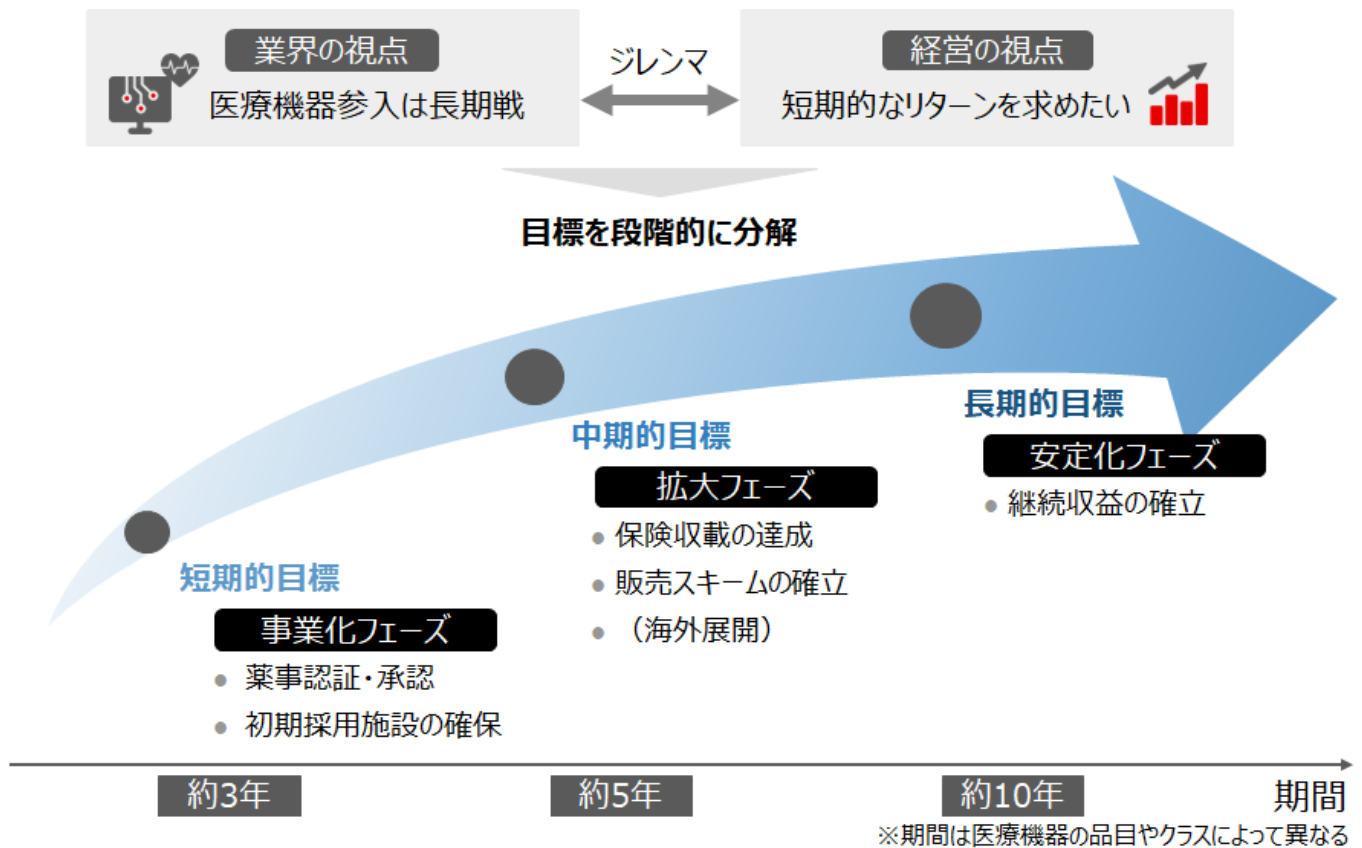 業界の視点
医療機器参入は長期戦
ジレンマ
経営の視点
短期的なリターンを求めたい
目標を段階的に分解
長期的目標
安定化フェーズ
● 継続収益の確立
中期的目標
拡大フェーズ
● 保険収載の達成
● 販売スキームの確立
● （海外展開）
短期的目標
事業化フェーズ
● 薬事認証・承認
● 初期採用施設の確保
約3年
約5年
約10年
期間
※期間は医療機器の品目やクラスによって異なる